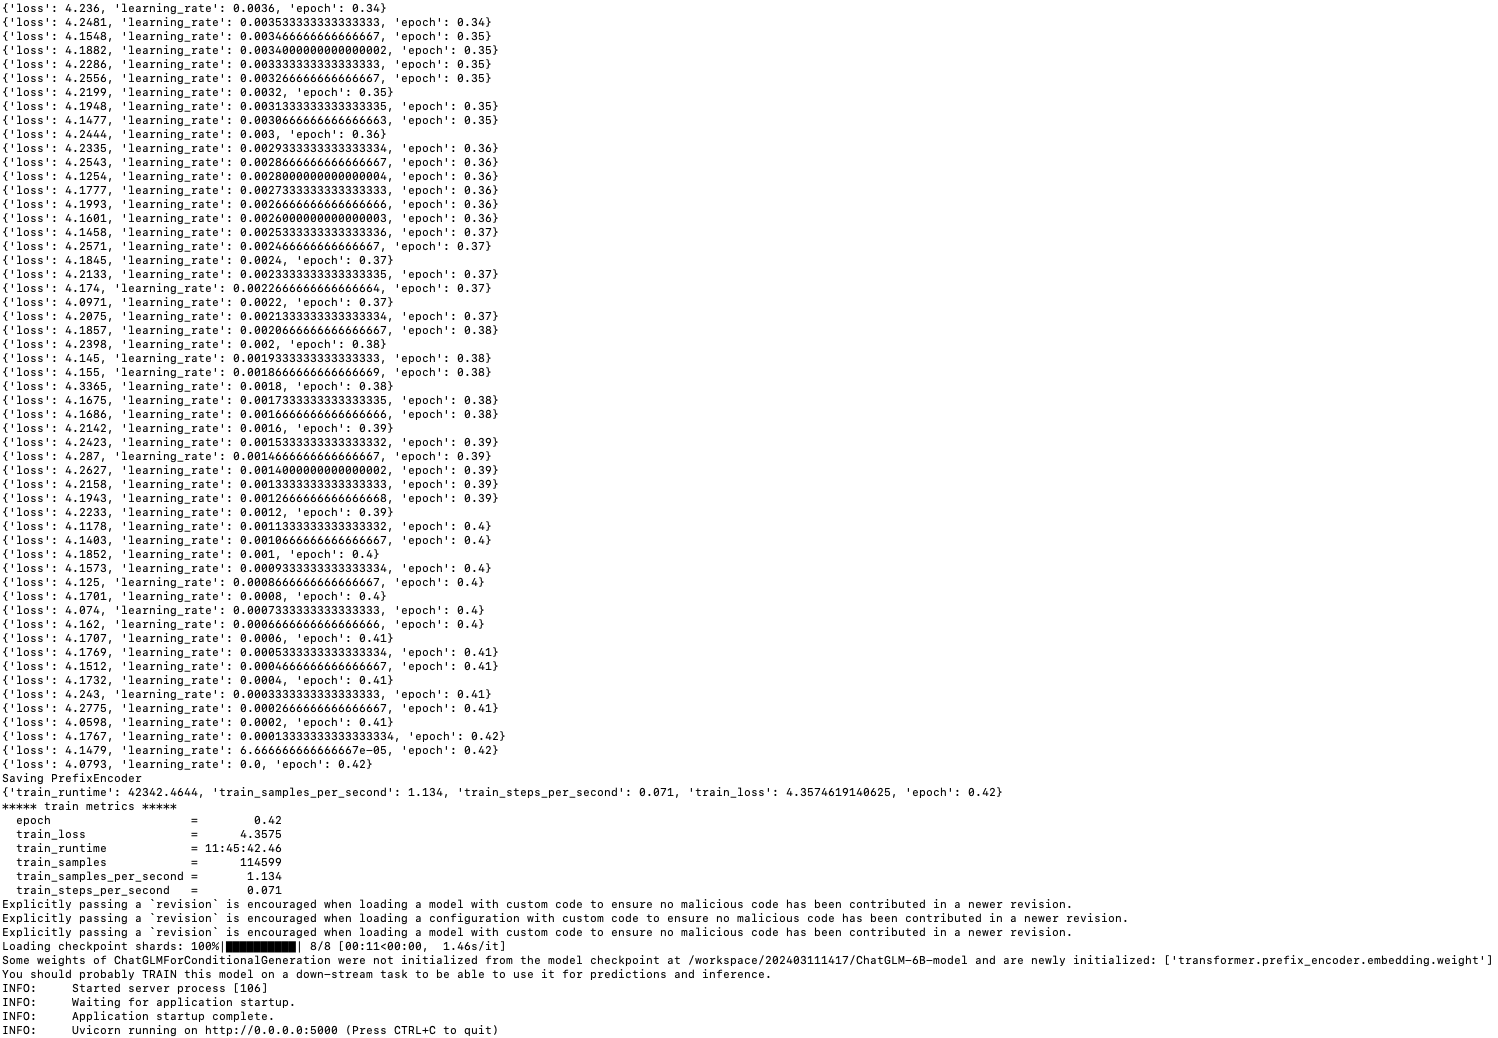 {'loss': 4.236, 'learning_rate': 0.0036, 'epoch': 0.34}
{'loss': 4.2481, 'learning_rate': 0.0035333333333333333, 'epoch': 0.34}
{'loss': 4.1548, 'learning_rate': 0.003466666666666667, 'epoch': 0.35}
{'loss': 4.1882, 'learning_rate': 0.0034000000000000002, 'epoch': 0.35}
{'loss': 4.2286, 'learning_rate': 0.003333333333333333, 'epoch': 0.35}
{'loss': 4.2556, 'learning_rate': 0.003266666666666667, 'epoch': 0.35}
{'loss': 4.2199, 'learning_rate': 0.0032, 'epoch': 0.35}
{'loss': 4.1948, 'learning_rate': 0.0031333333333333335, 'epoch': 0.35}
{'loss': 4.1477, 'learning_rate': 0.0030666666666666663, 'epoch': 0.35}
{'loss': 4.2444, 'learning_rate': 0.003, 'epoch': 0.36}
{'loss': 4.2335, 'learning_rate': 0.0029333333333333334, 'epoch': 0.36}
{'loss': 4.2543, 'learning_rate': 0.0028666666666666667, 'epoch': 0.36}
{'loss': 4.1254, 'learning_rate': 0.0028000000000000004, 'epoch': 0.36}
{'loss': 4.1777, 'learning_rate': 0.0027333333333333333, 'epoch': 0.36}
{'loss': 4.1993, 'learning_rate': 0.0026666666666666666, 'epoch': 0.36}
{'loss': 4.1601, 'learning_rate': 0.0026000000000000003, 'epoch': 0.36}
{'loss': 4.1458, 'learning_rate': 0.0025333333333333336, 'epoch': 0.37}
{'loss': 4.2571, 'learning_rate': 0.002466666666666667, 'epoch': 0.37}
{'loss': 4.1845, 'learning_rate': 0.0024, 'epoch': 0.37}
{'loss': 4.2133, 'learning_rate': 0.0023333333333333335, 'epoch': 0.37}
{'loss': 4.174, 'learning_rate': 0.0022666666666666664, 'epoch': 0.37}
{'loss': 4.0971, 'learning_rate': 0.0022, 'epoch': 0.37}
{'loss': 4.2075, 'learning_rate': 0.0021333333333333334, 'epoch': 0.37}
{'loss': 4.1857, 'learning_rate': 0.0020666666666666667, 'epoch': 0.38}
{'loss': 4.2398, 'learning_rate': 0.002, 'epoch': 0.38}
{'loss': 4.145, 'learning_rate': 0.0019333333333333333, 'epoch': 0.38}
{'loss': 4.155, 'learning_rate': 0.0018666666666666669, 'epoch': 0.38}
{'loss': 4.3365, 'learning_rate': 0.0018, 'epoch': 0.38}
{'loss': 4.1675, 'learning_rate': 0.0017333333333333335, 'epoch': 0.38}
{'loss': 4.1686, 'learning_rate': 0.0016666666666666666, 'epoch': 0.38}
{'loss': 4.2142, 'learning_rate': 0.0016, 'epoch': 0.39}
{'loss': 4.2423, 'learning_rate': 0.0015333333333333332, 'epoch': 0.39}
{'loss': 4.287, 'learning_rate': 0.0014666666666666667, 'epoch': 0.39}
{'loss': 4.2627, 'learning_rate': 0.0014000000000000002, 'epoch': 0.39}
{'loss': 4.2158, 'learning_rate': 0.0013333333333333333, 'epoch': 0.39}
{'loss': 4.1943, 'learning_rate': 0.0012666666666666668, 'epoch': 0.39}
{'loss': 4.2233, 'learning_rate': 0.0012, 'epoch': 0.39}
{'loss': 4.1178, 'learning_rate': 0.0011333333333333332, 'epoch': 0.4}
{'loss': 4.1403, 'learning_rate': 0.0010666666666666667, 'epoch': 0.4}
{'loss': 4.1852, 'learning_rate': 0.001, 'epoch': 0.4}
{'loss': 4.1573, 'learning_rate': 0.0009333333333333334, 'epoch': 0.4}
{'loss': 4.125, 'learning_rate': 0.0008666666666666667, 'epoch': 0.4}
{'loss': 4.1701, 'learning_rate': 0.0008, 'epoch': 0.4}
{'loss': 4.074, 'learning_rate': 0.0007333333333333333, 'epoch': 0.4}
{'loss': 4.162, 'learning_rate': 0.0006666666666666666, 'epoch': 0.4}
{'loss': 4.1707, 'learning_rate': 0.0006, 'epoch': 0.41}
{'loss': 4.1769, 'learning_rate': 0.0005333333333333334, 'epoch': 0.41}
{'loss': 4.1512, 'learning_rate': 0.0004666666666666667, 'epoch': 0.41}
{'loss': 4.1732, 'learning_rate': 0.0004, 'epoch': 0.41}
{'loss': 4.243, 'learning_rate': 0.0003333333333333333, 'epoch': 0.41}
{'loss': 4.2775, 'learning_rate': 0.0002666666666666667, 'epoch': 0.41}
{'loss': 4.0598, 'learning_rate': 0.0002, 'epoch': 0.41}
{'loss': 4.1767, 'learning_rate': 0.00013333333333333334, 'epoch': 0.42}
{'loss': 4.1479, 'learning_rate': 6.666666666666667e-05, 'epoch': 0.42}
{'loss': 4.0793, 'learning_rate': 0.0, 'epoch': 0.42}
Saving PrefixEncoder
{'train_runtime': 42342.4644, 'train_samples_per_second': 1.134, 'train_steps_per_second': 0.071, 'train_loss': 4.3574619140625, 'epoch': 0.42}
***** train metrics *****
epoch = 0.42
train_loss = 4.3575
train_runtime = 11:45:42.46
train_samples = 114599
train_samples_per_second = 1.134
train_steps_per_second = 0.071
Explicitly passing a `revision` is encouraged when loading a model with custom code to ensure no malicious code has been contributed in a newer revision.
Explicitly passing a `revision` is encouraged when loading a configuration with custom code to ensure no malicious code has been contributed in a newer revision.
Explicitly passing a `revision` is encouraged when loading a model with custom code to ensure no malicious code has been contributed in a newer revision.
Loading checkpoint shards: 100%|██████████| 8/8 [00:11<00:00, 1.46s/it]
Some weights of ChatGLMForConditionalGeneration were not initialized from the model checkpoint at /workspace/202403111417/ChatGLM-6B-model and are newly initialized: ['transformer.prefix_encoder.embedding.weight']
You should probably TRAIN this model on a down-stream task to be able to use it for predictions and inference.
INFO: Started server process [106]
INFO: Waiting for application startup.
INFO: Application startup complete.
INFO: Uvicorn running on http://0.0.0.0:5000 (Press CTRL+C to quit)